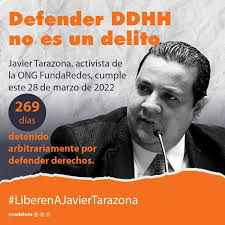 Defender DDHH
no es un delito
Javier Tarazona, activista de
la ONG FundaRedes, cumple
este 28 de marzo de 2022
269
días
detenido
arbitrariamente por
defender derechos.
#LiberenAJavierTarazona
@codehciu